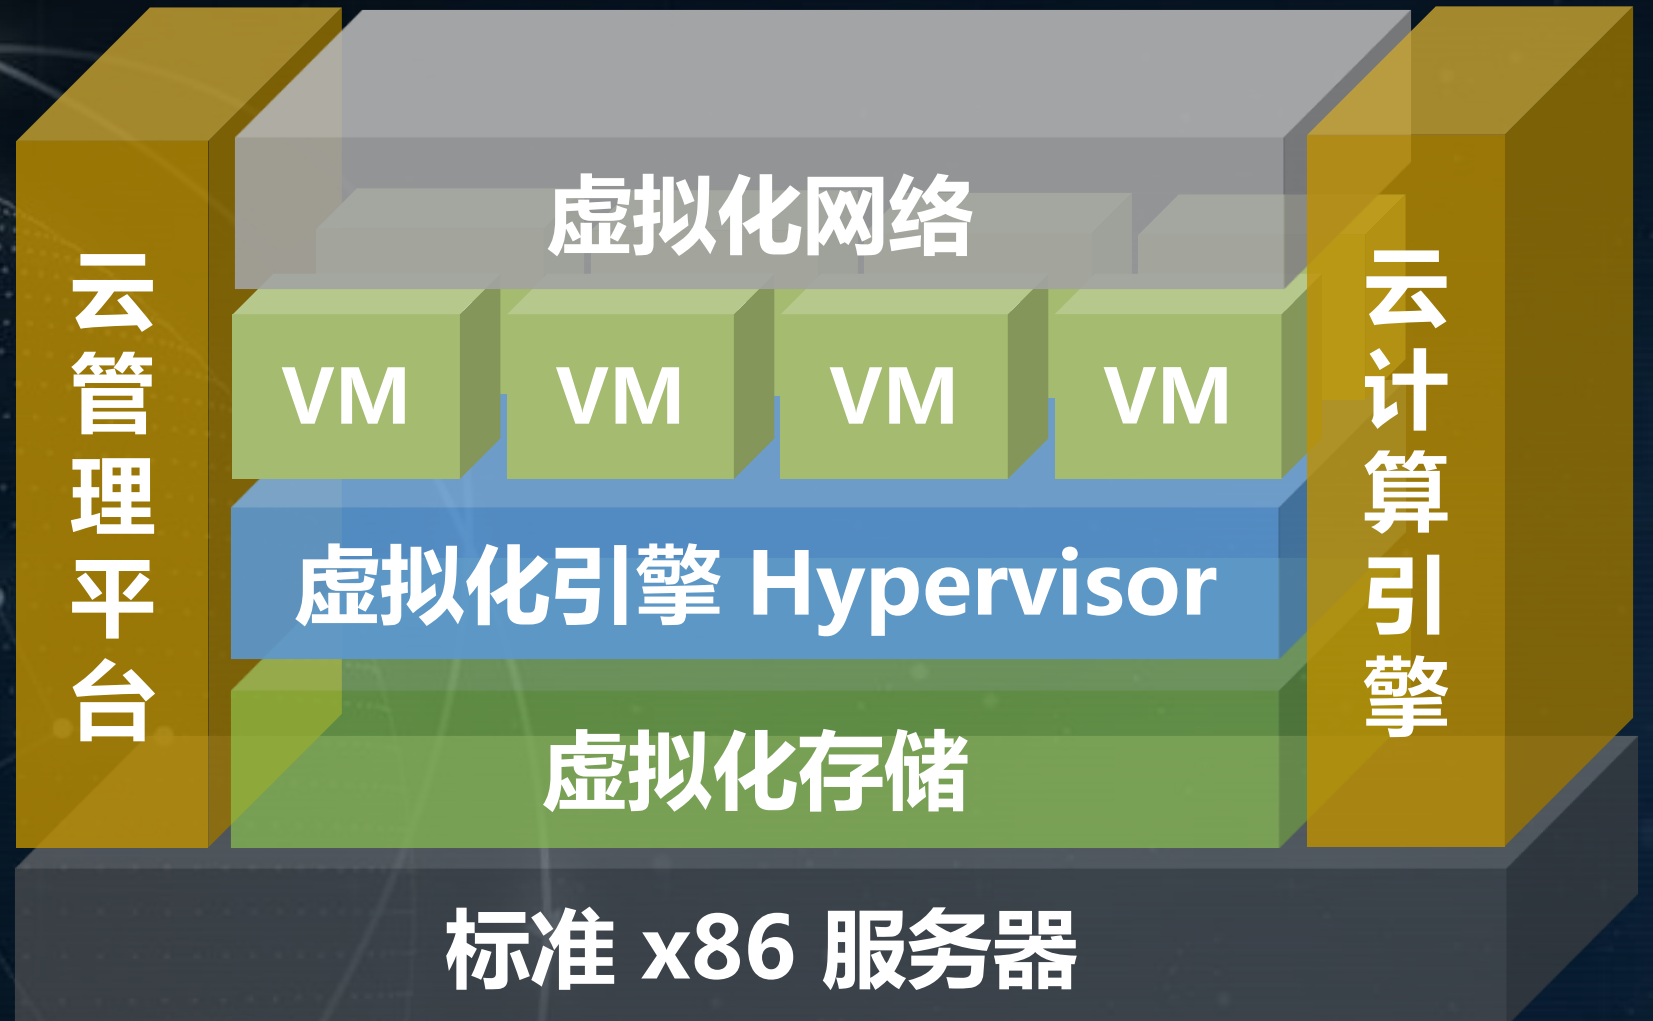 云管理平台
虚拟化网络
VM VM VM VM
虚拟化引擎 Hypervisor
虚拟化存储
云计算引擎
标准 x86 服务器